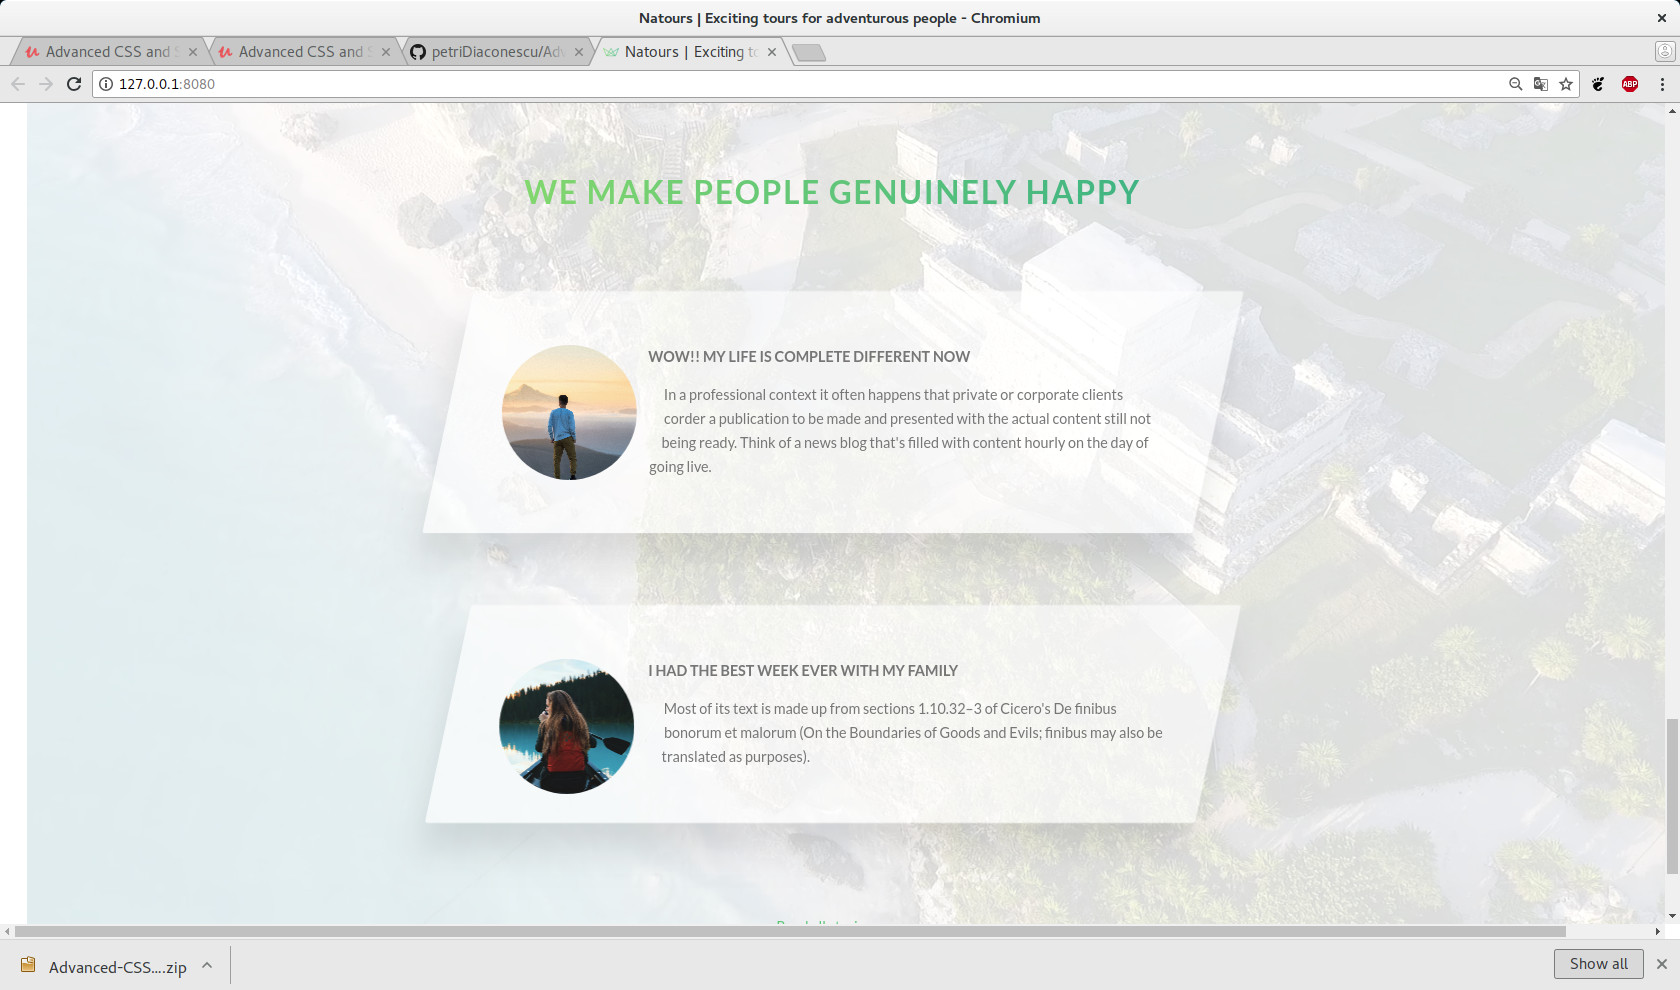 Natours | Exciting tours for adventurous people - Chromium
Advanced CSS and S
Advanced CSS and S
petriDiaconescu/Adv
Natours | Exciting to
127.0.0.1:8080
ABP
WE MAKE PEOPLE GENUINELY HAPPY
WOW!! MY LIFE IS COMPLETE DIFFERENT NOW
In a professional context it often happens that private or corporate clients
corder a publication to be made and presented with the actual content still not
being ready. Think of a news blog that's filled with content hourly on the day of
going live.
I HAD THE BEST WEEK EVER WITH MY FAMILY
Most of its text is made up from sections 1.10.32–3 of Cicero's De finibus
bonorum et malorum (On the Boundaries of Goods and Evils; finibus may also be
translated as purposes).
Advanced-CSS....zip
Show all